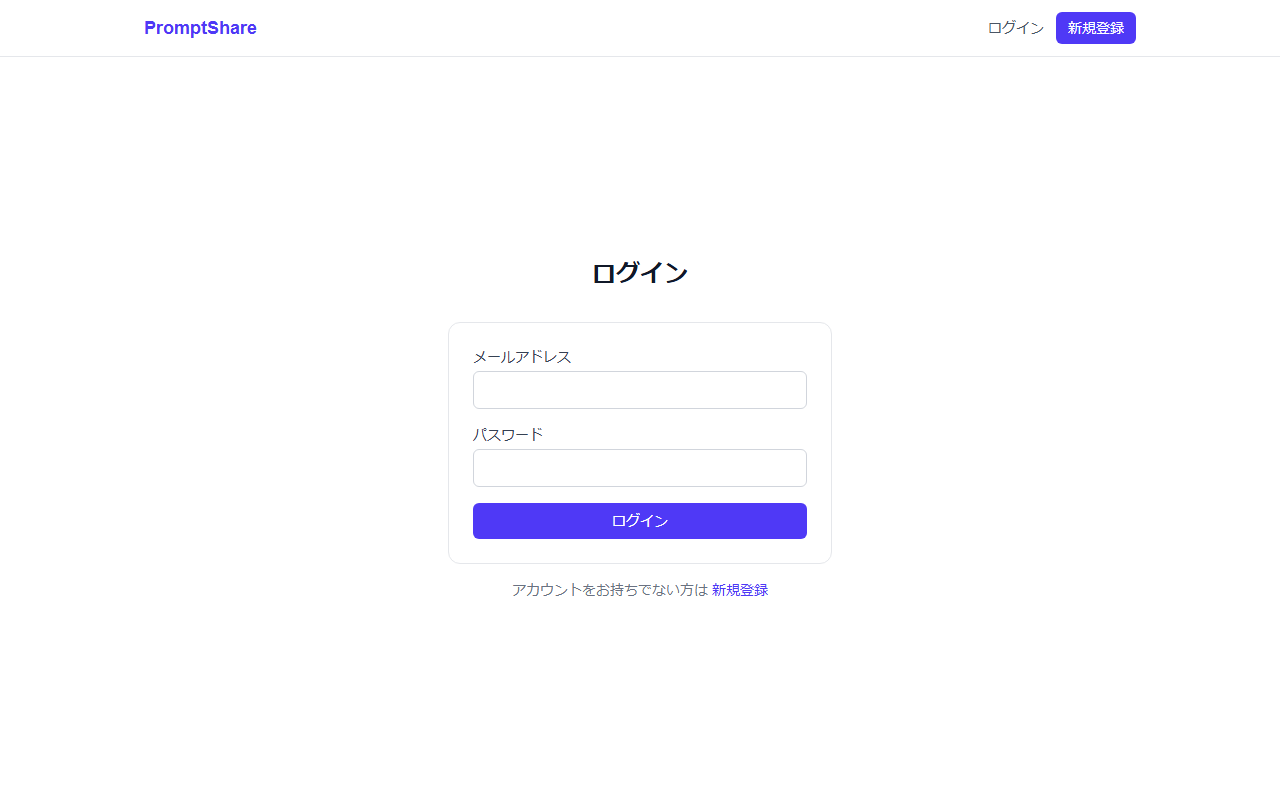 PromptShare
ログイン 新規登録
ログイン
メールアドレス
パスワード
ログイン
アカウントをお持ちでない方は 新規登録